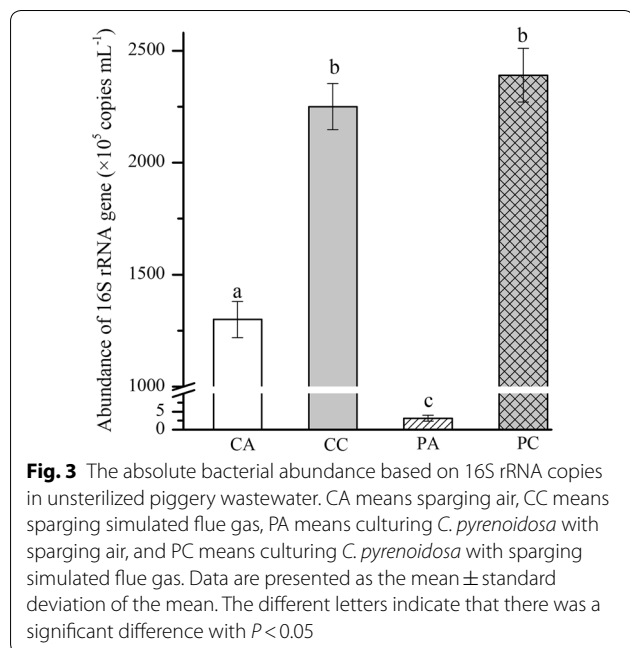 Abundance of 16S rRNA gene (×10⁵ copies mL⁻¹)
2500
2000
1500
1000
5
0
a
b
c
b
CA CC PA PC
Fig. 3 The absolute bacterial abundance based on 16S rRNA copies
in unsterilized piggery wastewater. CA means sparging air, CC means
sparging simulated flue gas, PA means culturing C. pyrenoidosa with
sparging air, and PC means culturing C. pyrenoidosa with sparging
simulated flue gas. Data are presented as the mean ± standard
deviation of the mean. The different letters indicate that there was a
significant difference with P < 0.05